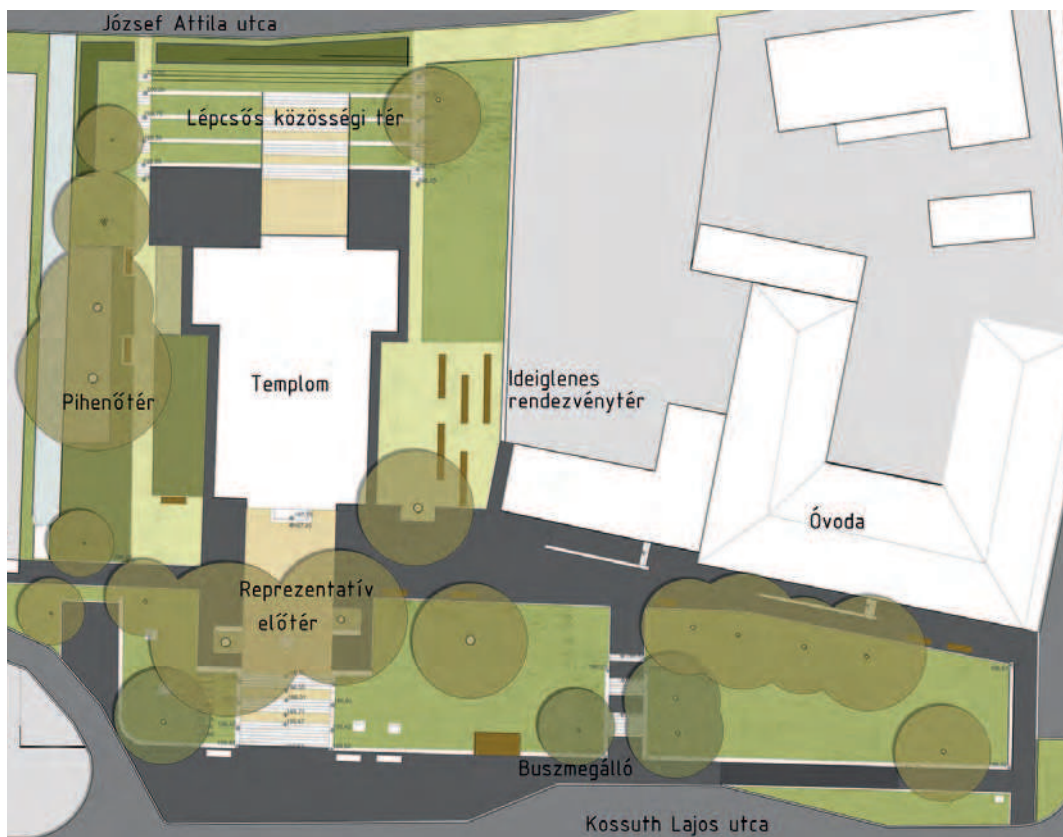 József Attila utca
Lépcsős közösségi tér
Templom
Ideiglenes
rendezvénytér
Pihenőtér
Óvoda
Reprezentatív
előtér
Buszmegálló
Kossuth Lajos utca